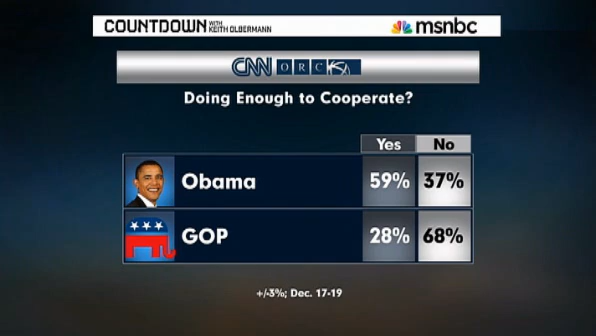 COUNTDOWN WITH KEITH OLBERMANN msnbc
CNN ORC
Doing Enough to Cooperate?
Yes No
Obama 59% 37%
GOP 28% 68%
+/-3%; Dec. 17-19